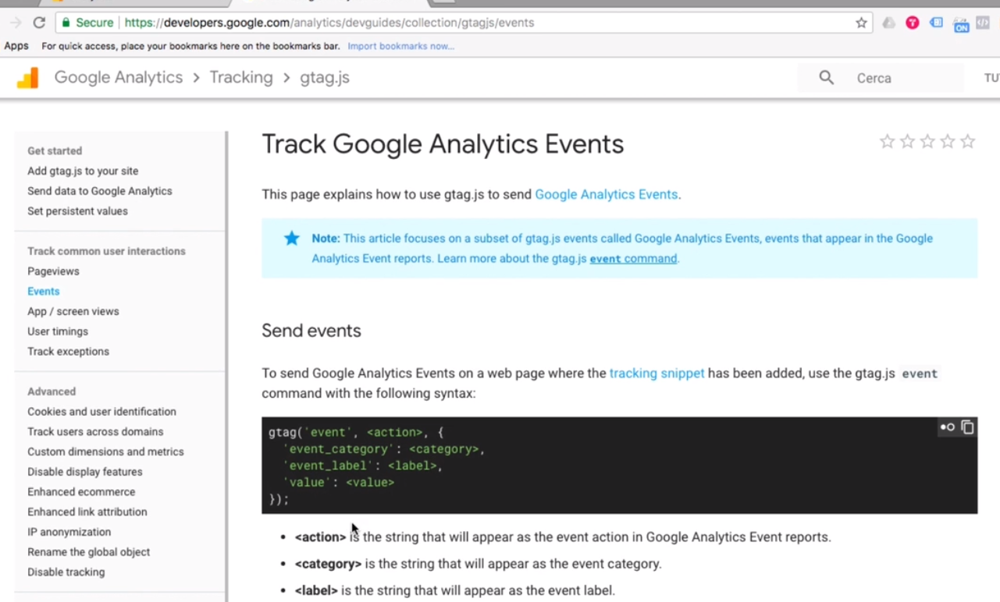 Secure | https://developers.google.com/analytics/devguides/collection/gtagjs/events
ON
Apps For quick access, place your bookmarks here on the bookmarks bar. Import bookmarks now...
Google Analytics > Tracking > gtag.js
Cerca
Get started
Add gtag.js to your site
Send data to Google Analytics
Set persistent values
Track common user interactions
Pageviews
Events
App / screen views
User timings
Track exceptions
Advanced
Cookies and user identification
Track users across domains
Custom dimensions and metrics
Disable display features
Enhanced ecommerce
Enhanced link attribution
IP anonymization
Rename the global object
Disable tracking
Track Google Analytics Events
This page explains how to use gtag.js to send Google Analytics Events.
Note: This article focuses on a subset of gtag.js events called Google Analytics Events, events that appear in the Google
Analytics Event reports. Learn more about the gtag.js event command.
Send events
To send Google Analytics Events on a web page where the tracking snippet has been added, use the gtag.js event
command with the following syntax:
gtag('event', <action>, {
'event_category': <category>,
'event_label': <label>,
'value': <value>
});
• <action> is the string that will appear as the event action in Google Analytics Event reports.
• <category> is the string that will appear as the event category.
• <label> is the string that will appear as the event label.